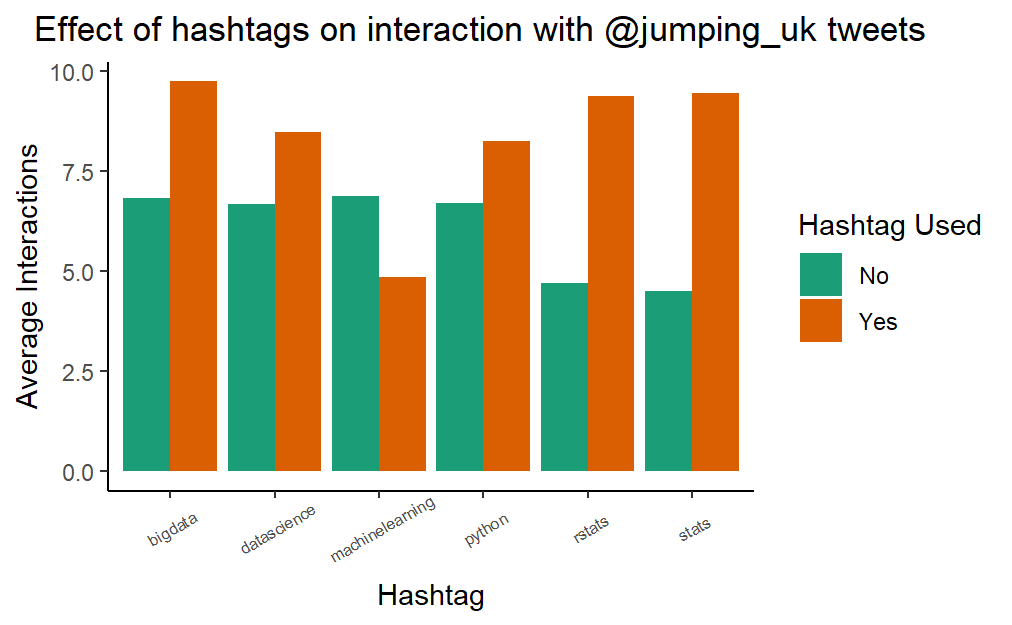 Effect of hashtags on interaction with @jumping_uk tweets
Average Interactions
10.0
7.5
5.0
2.5
0.0
bigdata
datascience
machinelearning
python
rstats
stats
Hashtag
Hashtag Used
No
Yes